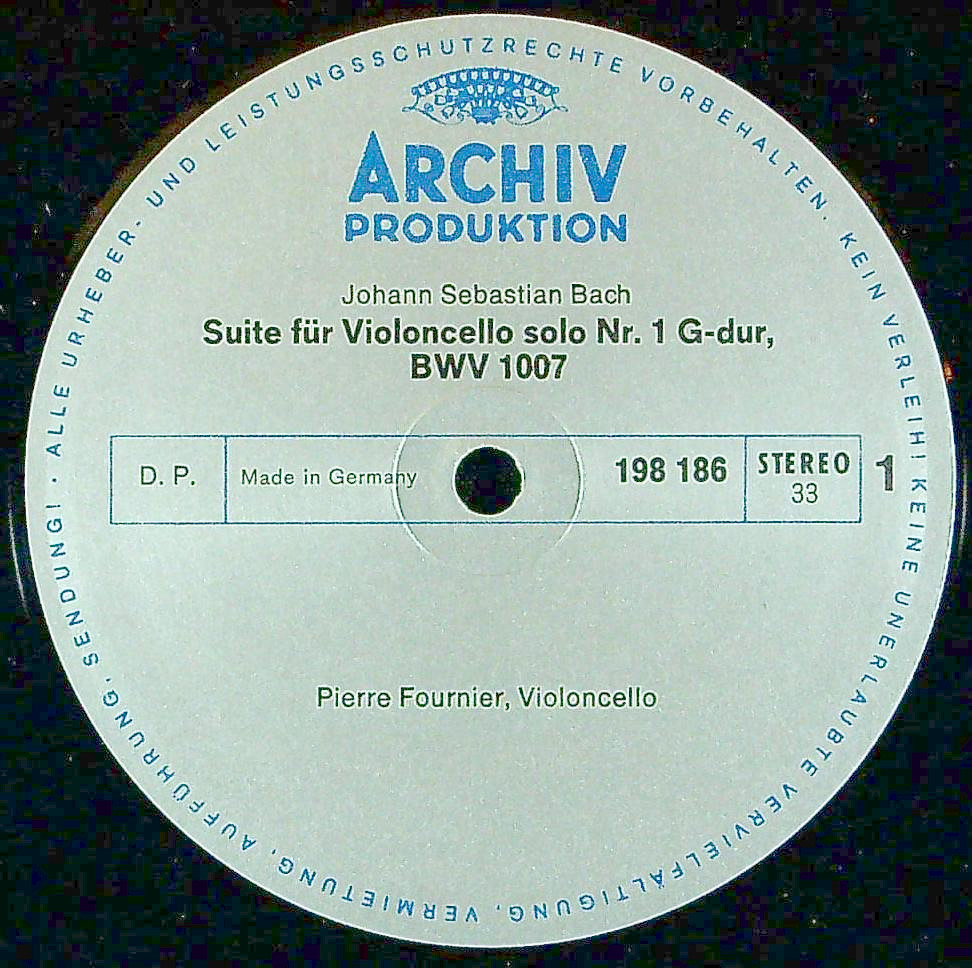 ALLE URHEBER- UND LEISTUNGSSCHUTZRECHTE VORBEHALTEN. KEIN VERLEIH! KEINE UNERLAUBTE VERVIELFÄLTIGUNG, VERMIETUNG, AUFFÜHRUNG, SENDUNG! ·
ARCHIV
PRODUKTION
Johann Sebastian Bach
Suite für Violoncello solo Nr. 1 G-dur,
BWV 1007
D. P.
Made in Germany
198 186
STEREO
33
1
Pierre Fournier, Violoncello